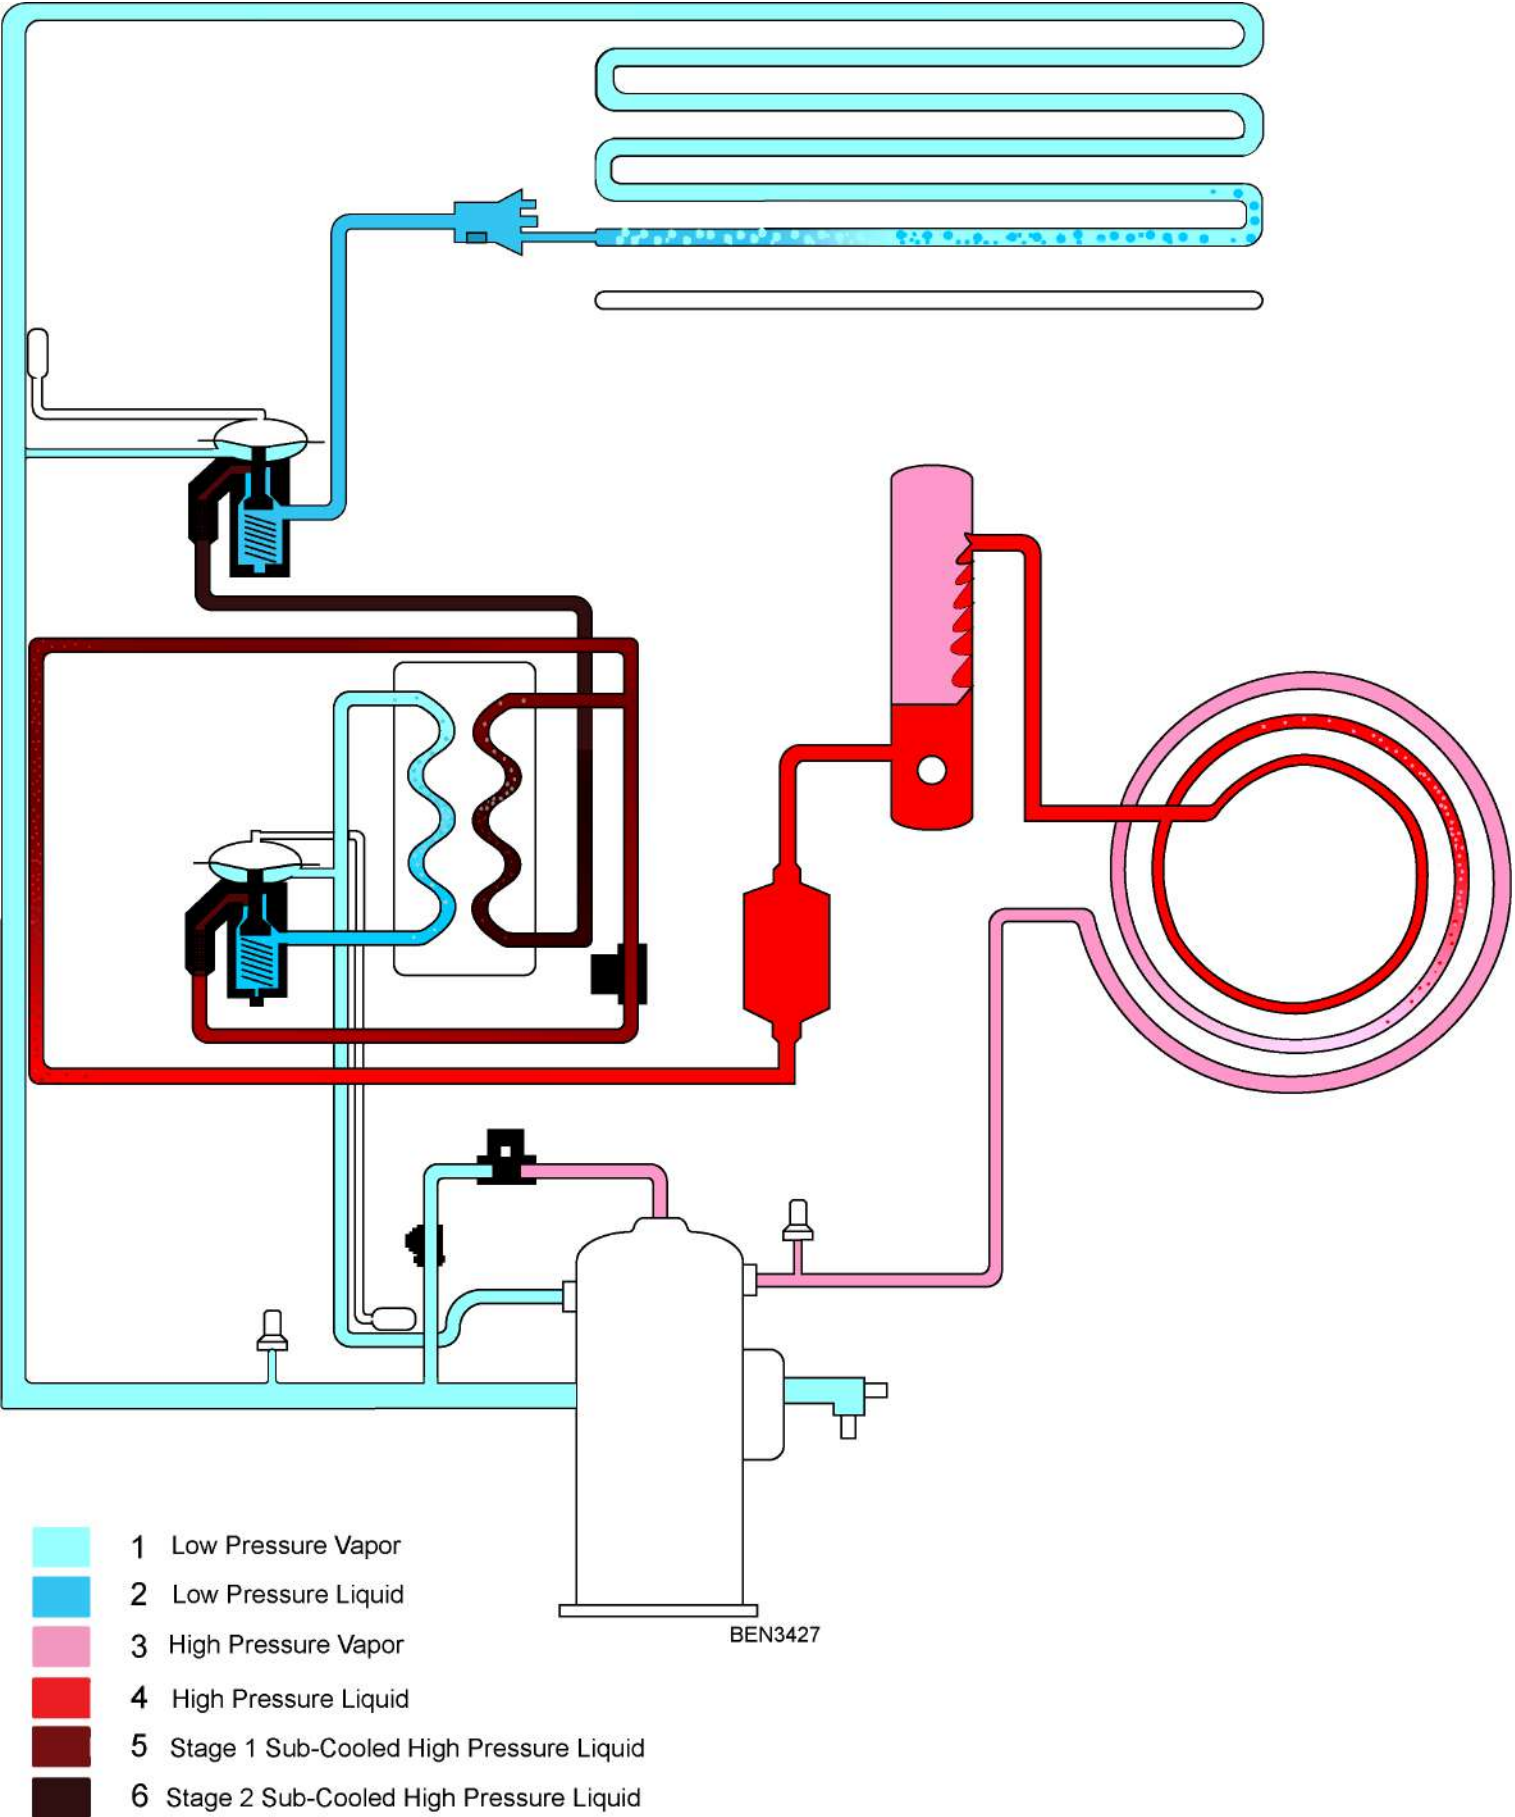 BEN3427
1 Low Pressure Vapor
2 Low Pressure Liquid
3 High Pressure Vapor
4 High Pressure Liquid
5 Stage 1 Sub-Cooled High Pressure Liquid
6 Stage 2 Sub-Cooled High Pressure Liquid